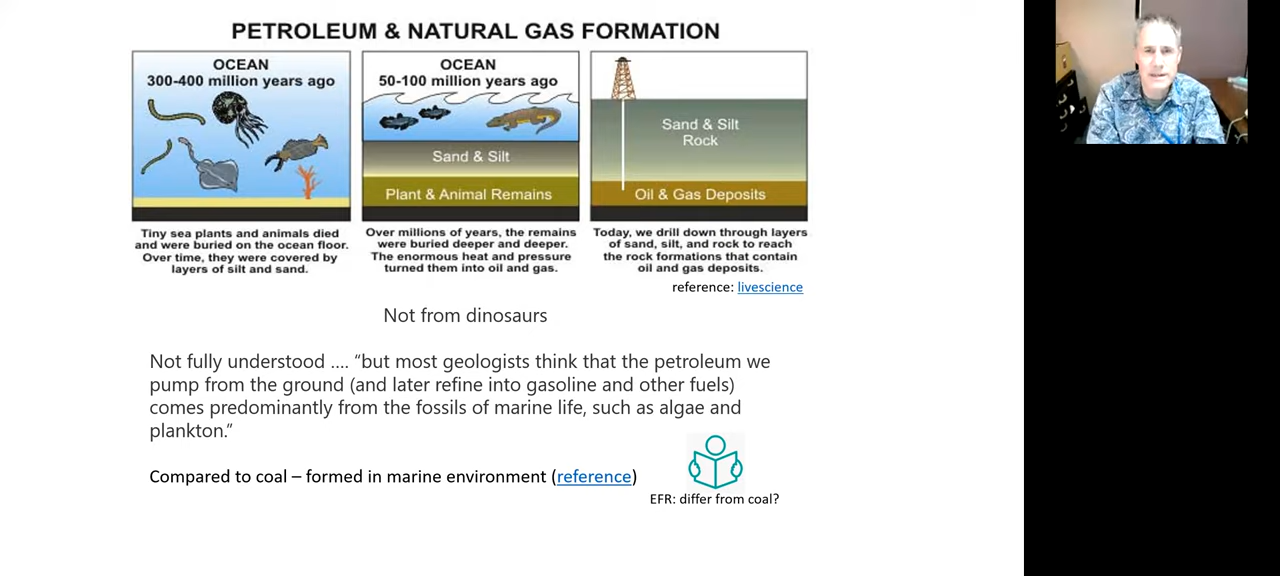 PETROLEUM & NATURAL GAS FORMATION
OCEAN
300-400 million years ago
Tiny sea plants and animals died
and were buried on the ocean floor.
Over time, they were covered by
layers of silt and sand.
OCEAN
50-100 million years ago
Sand & Silt
Plant & Animal Remains
Over millions of years, the remains
were buried deeper and deeper.
The enormous heat and pressure
turned them into oil and gas.
Sand & Silt
Rock
Oil & Gas Deposits
Today, we drill down through layers
of sand, silt, and rock to reach
the rock formations that contain
oil and gas deposits.
reference: livescience
Not from dinosaurs
Not fully understood .... “but most geologists think that the petroleum we
pump from the ground (and later refine into gasoline and other fuels)
comes predominantly from the fossils of marine life, such as algae and
plankton.”
Compared to coal – formed in marine environment (reference)
EFR: differ from coal?